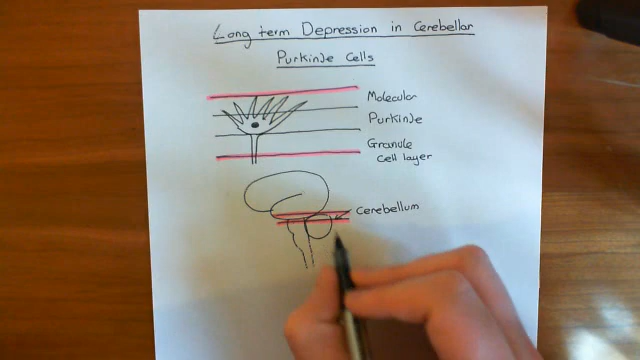 Long term Depression in Cerebellar
Purkinje Cells
Molecular
Purkinje
Granule
cell layer
Cerebellum